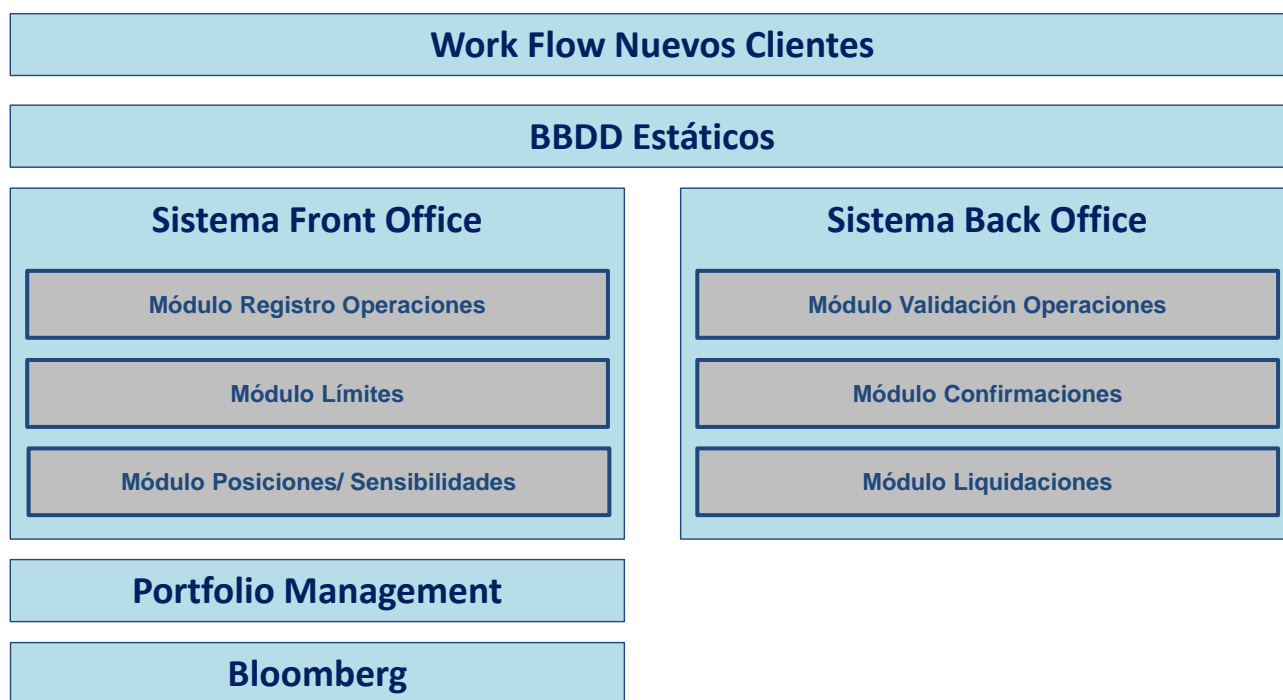 Work Flow Nuevos Clientes
BBDD Estáticos
Sistema Front Office
Módulo Registro Operaciones
Módulo Límites
Módulo Posiciones/ Sensibilidades
Sistema Back Office
Módulo Validación Operaciones
Módulo Confirmaciones
Módulo Liquidaciones
Portfolio Management
Bloomberg